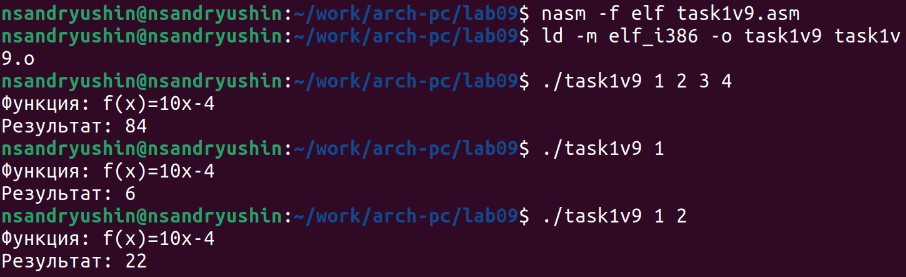 nsandryushin@nsandryushin:~/work/arch-pc/lab09$ nasm -f elf task1v9.asm
nsandryushin@nsandryushin:~/work/arch-pc/lab09$ ld -m elf_i386 -o task1v9 task1v
9.o
nsandryushin@nsandryushin:~/work/arch-pc/lab09$ ./task1v9 1 2 3 4
Функция: f(x)=10x-4
Результат: 84
nsandryushin@nsandryushin:~/work/arch-pc/lab09$ ./task1v9 1
Функция: f(x)=10x-4
Результат: 6
nsandryushin@nsandryushin:~/work/arch-pc/lab09$ ./task1v9 1 2
Функция: f(x)=10x-4
Результат: 22